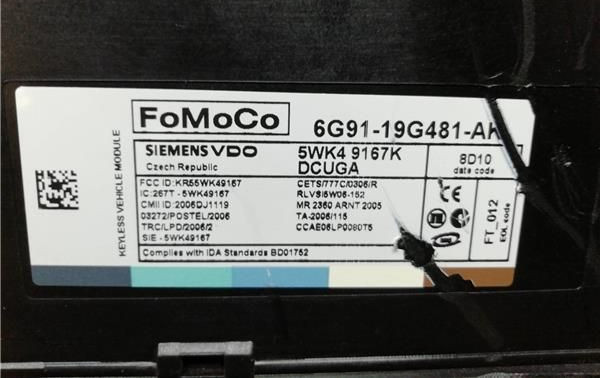 KEYLESS VEHICLE MODULE
FoMoCo
6G91-19G481-AK
SIEMENS VDO
Czech Republic
5WK4 9167K
DCUGA
8D10
date code
FCC ID: KR55WK49167
IC:267T - 5WK49167
CMII ID:2006DJ1119
03272/POSTEL/2006
TRC/LPD/2006/2
SIE - 5WK49167
CETS/777C/0306/R
RLVSI5W06-152
MR 2360 ARNT 2005
TA-2006/115
CCAE06LP0080T5
CE
FT_012
EOL code
Complies with IDA Standards BD01752